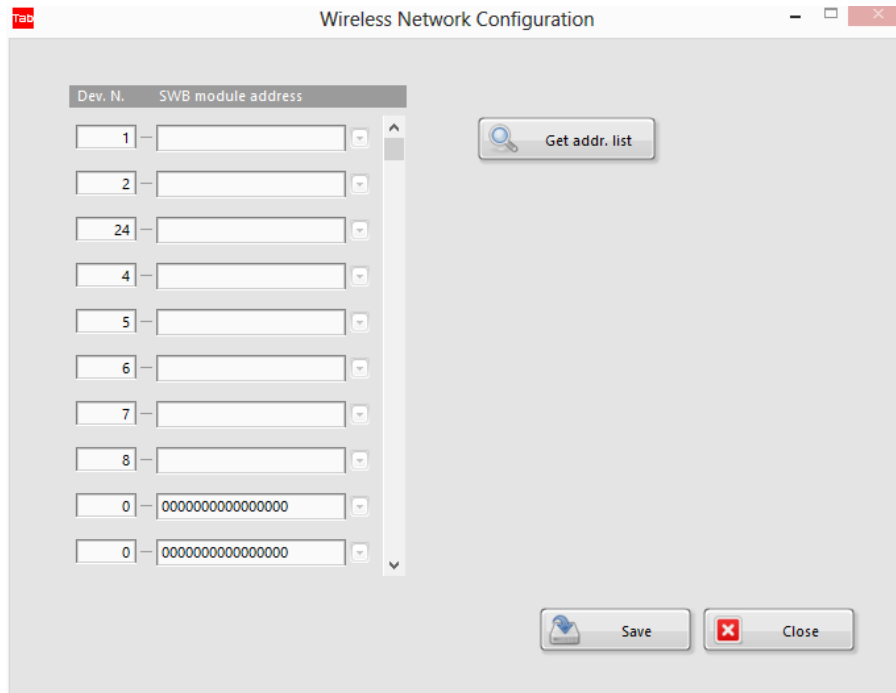 Tab
Wireless Network Configuration
Dev. N. SWB module address
1
Get addr. list
2
24
4
5
6
7
8
0 0000000000000000
0 0000000000000000
Save
Close